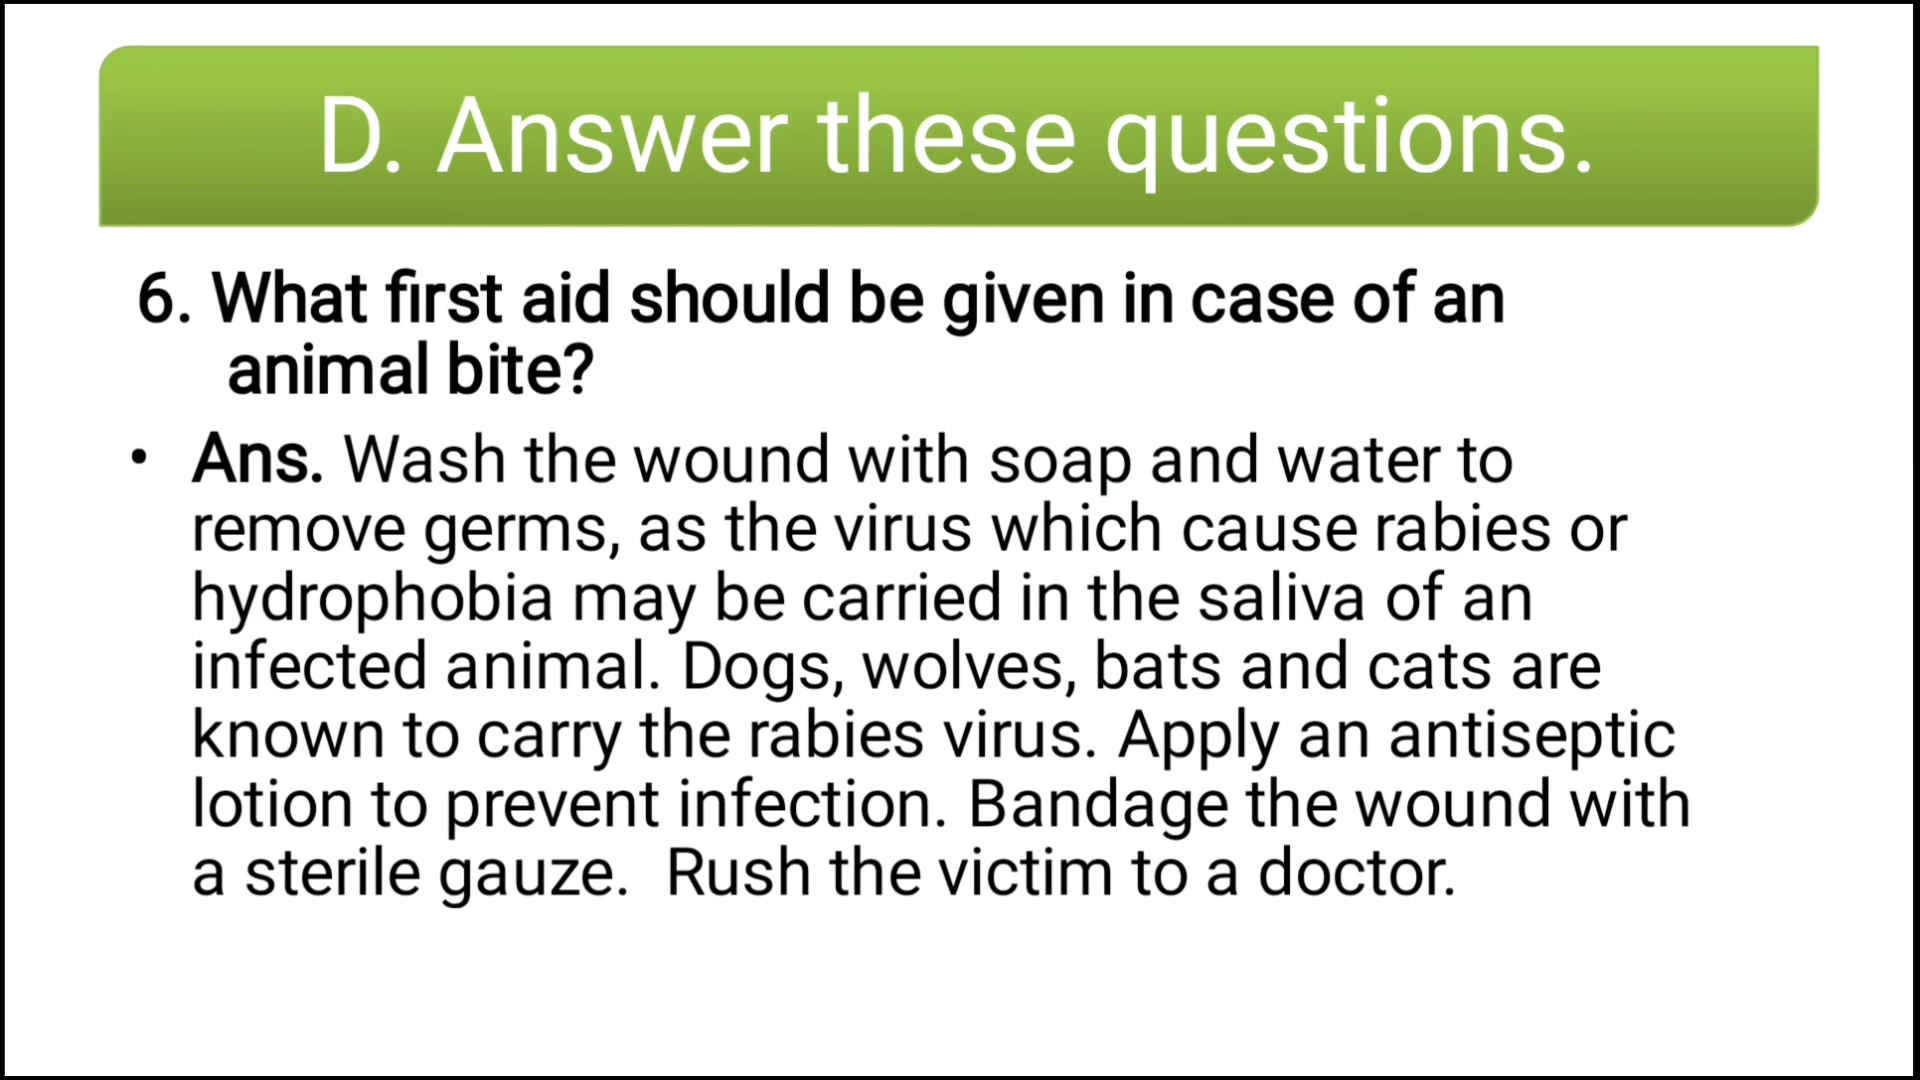 D. Answer these questions.
6. What first aid should be given in case of an
animal bite?
• Ans. Wash the wound with soap and water to
remove germs, as the virus which cause rabies or
hydrophobia may be carried in the saliva of an
infected animal. Dogs, wolves, bats and cats are
known to carry the rabies virus. Apply an antiseptic
lotion to prevent infection. Bandage the wound with
a sterile gauze.  Rush the victim to a doctor.